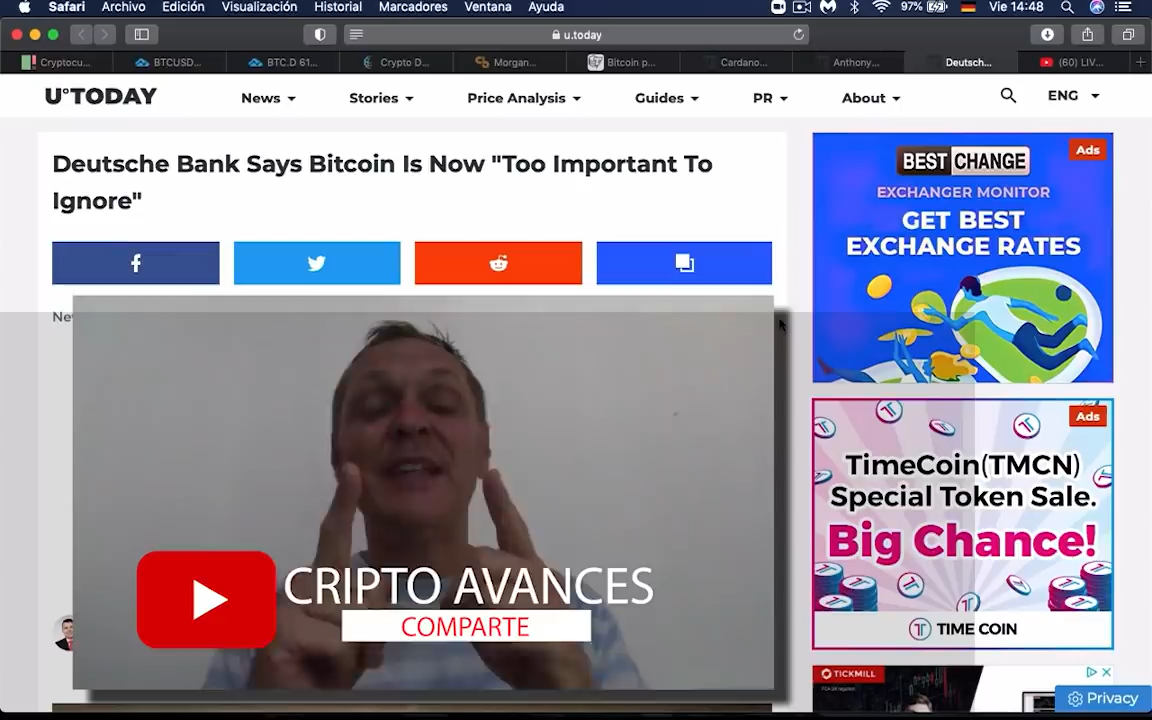 Safari Archivo Edición Visualización Historial Marcadores Ventana Ayuda 97% Vie 14:48
u.today
Cryptocu... BTCUSD... BTC.D 61... Crypto D... Morgan... Bitcoin p... Cardano... Anthony... Deutsch... (60) LIV...
U°TODAY News Stories Price Analysis Guides PR About ENG
Deutsche Bank Says Bitcoin Is Now "Too Important To
Ignore"
Ne
CRIPTO AVANCES
COMPARTE
Ads
BEST CHANGE
EXCHANGER MONITOR
GET BEST
EXCHANGE RATES
Ads
TimeCoin(TMCN)
Special Token Sale.
Big Chance!
TIME COIN
TICKMILL
Privacy